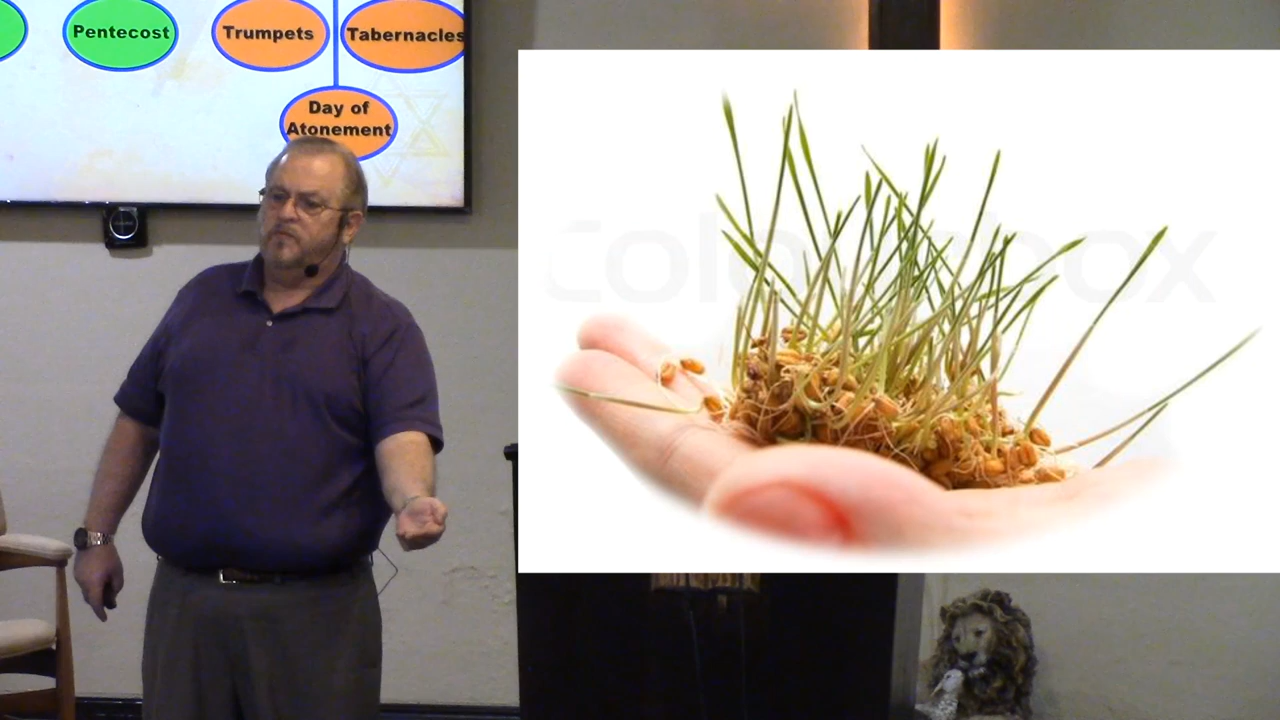 Pentecost
Trumpets
Tabernacles
Day of
Atonement